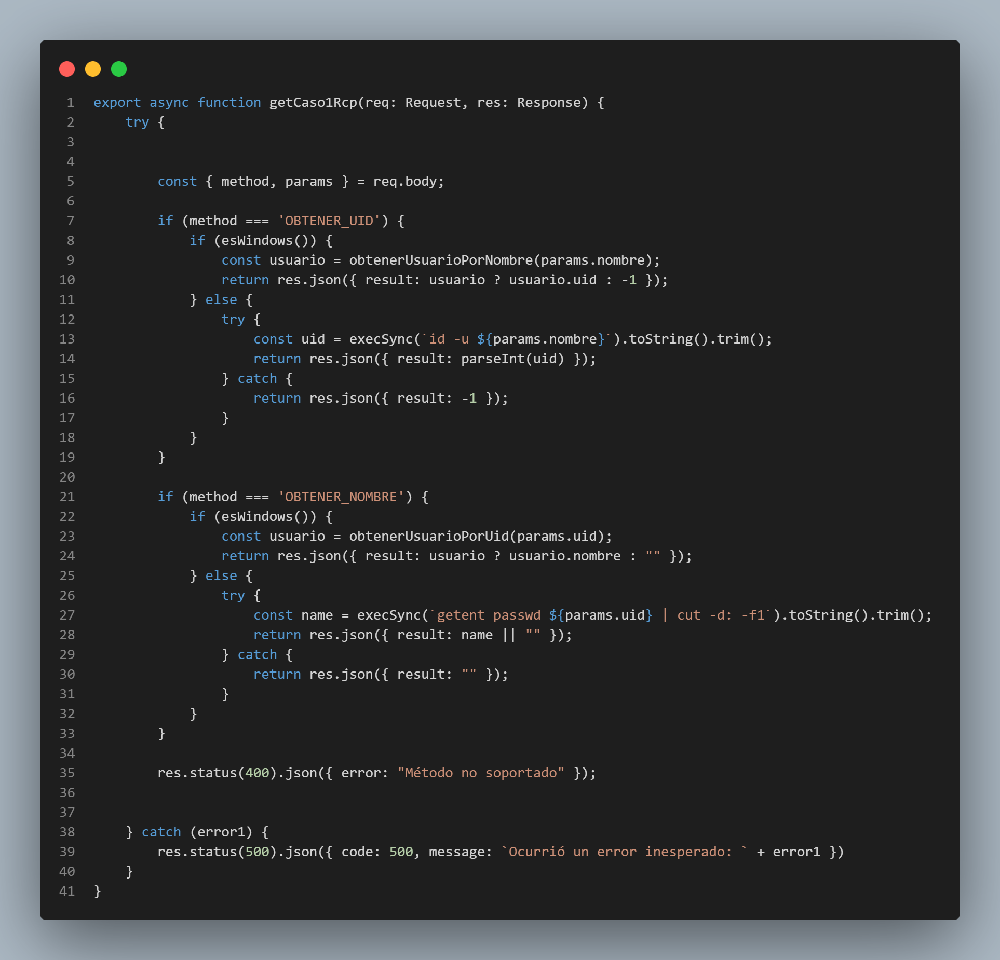 1 export async function getCaso1Rcp(req: Request, res: Response) {
2     try {
3
4
5         const { method, params } = req.body;
6
7         if (method === 'OBTENER_UID') {
8             if (esWindows()) {
9                 const usuario = obtenerUsuarioPorNombre(params.nombre);
10                 return res.json({ result: usuario ? usuario.uid : -1 });
11             } else {
12                 try {
13                     const uid = execSync(`id -u ${params.nombre}`).toString().trim();
14                     return res.json({ result: parseInt(uid) });
15                 } catch {
16                     return res.json({ result: -1 });
17                 }
18             }
19         }
20
21         if (method === 'OBTENER_NOMBRE') {
22             if (esWindows()) {
23                 const usuario = obtenerUsuarioPorUid(params.uid);
24                 return res.json({ result: usuario ? usuario.nombre : "" });
25             } else {
26                 try {
27                     const name = execSync(`getent passwd ${params.uid} | cut -d: -f1`).toString().trim();
28                     return res.json({ result: name || "" });
29                 } catch {
30                     return res.json({ result: "" });
31                 }
32             }
33         }
34
35         res.status(400).json({ error: "Método no soportado" });
36
37
38     } catch (error1) {
39         res.status(500).json({ code: 500, message: `Ocurrió un error inesperado: ` + error1 })
40     }
41 }